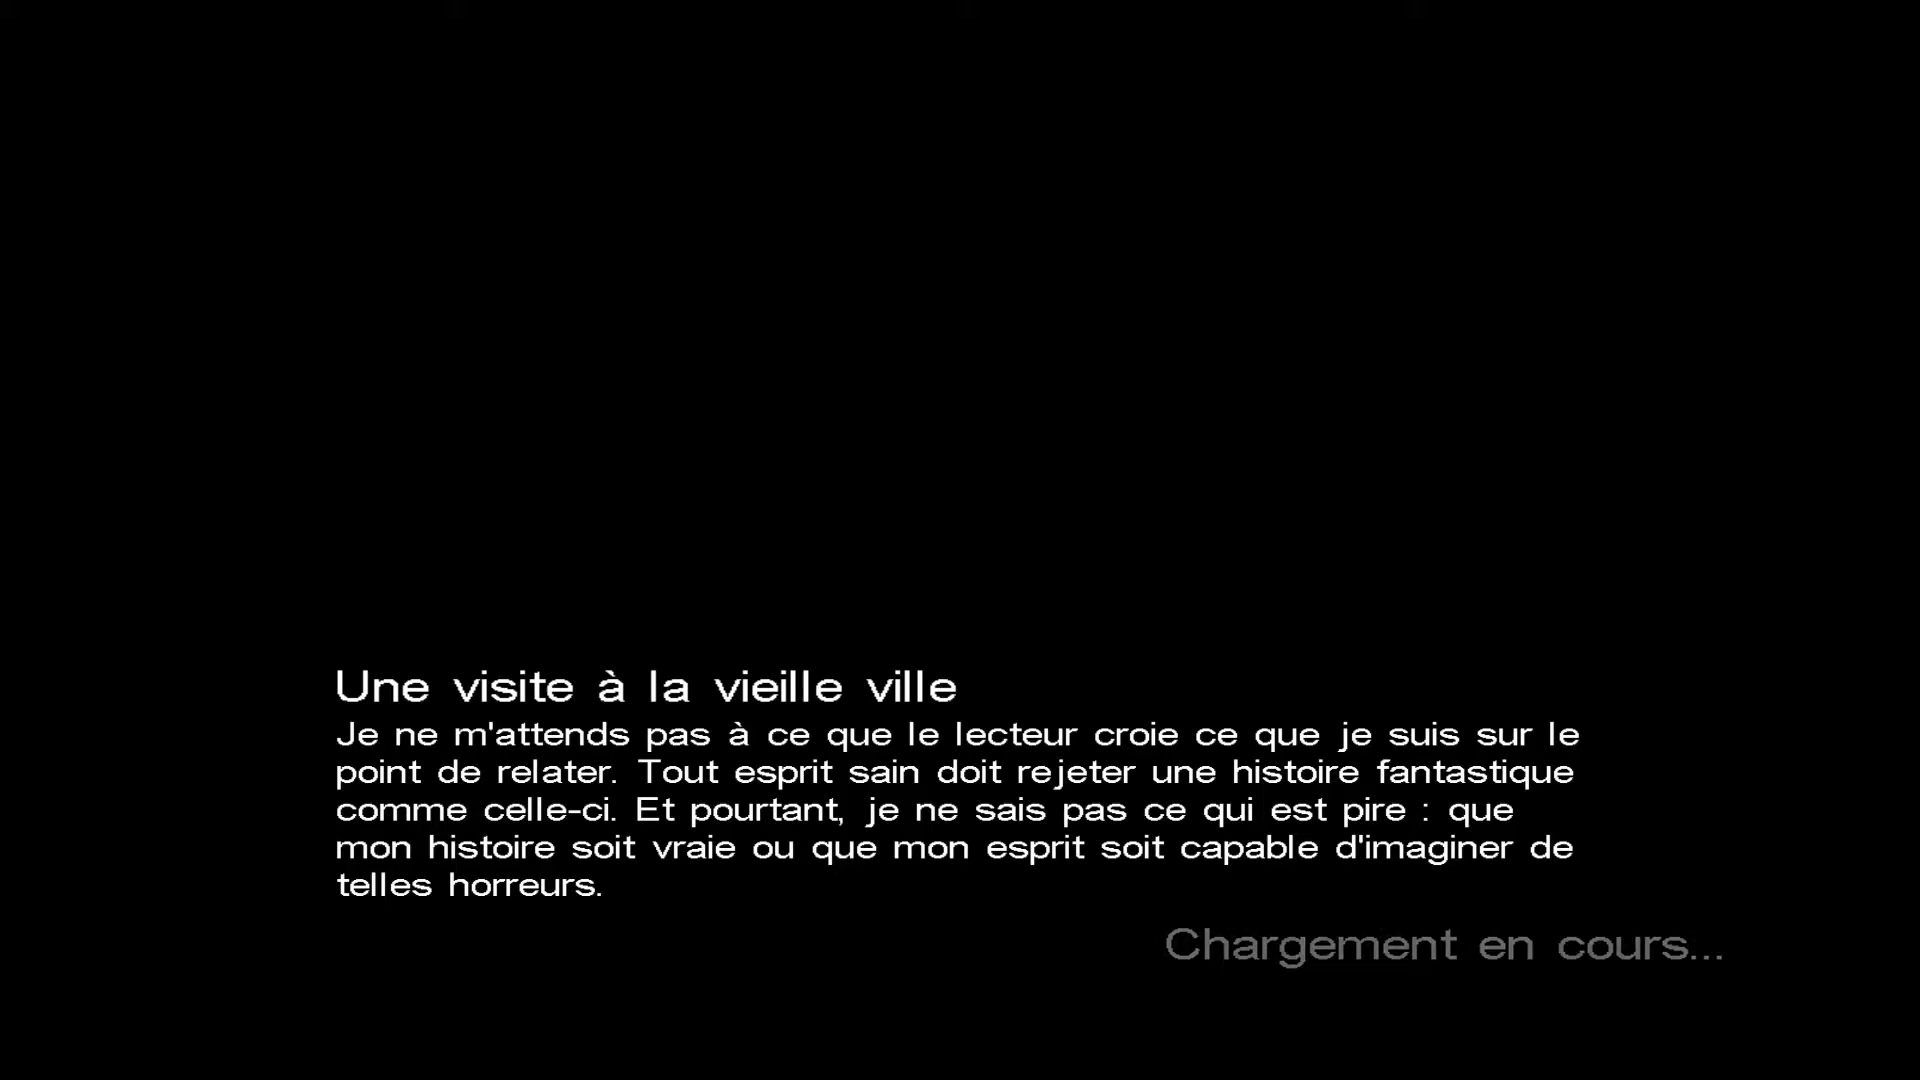 Une visite à la vieille ville
Je ne m'attends pas à ce que le lecteur croie ce que je suis sur le
point de relater. Tout esprit sain doit rejeter une histoire fantastique
comme celle-ci. Et pourtant, je ne sais pas ce qui est pire : que
mon histoire soit vraie ou que mon esprit soit capable d'imaginer de
telles horreurs.
Chargement en cours...